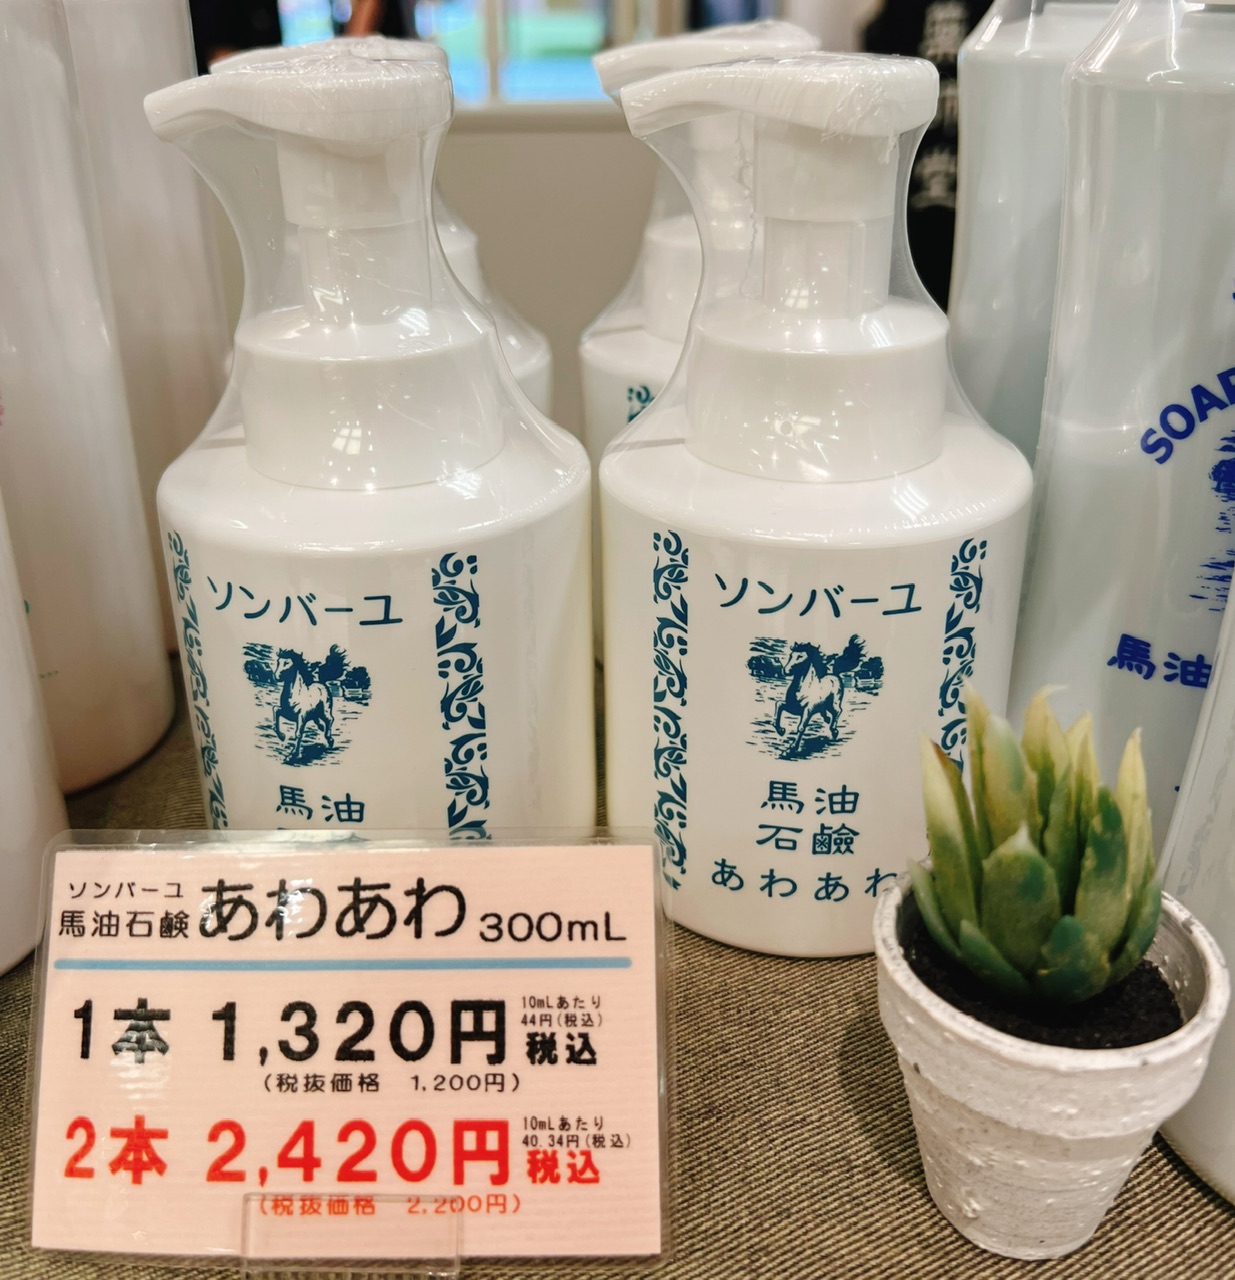 ソンバーユ
馬油
ソンバーユ
馬油
石鹸
あわあわ
SOAP
馬油
ソンバーユ
馬油石鹸 あわあわ 300mL
1本 1,320円 税込
10mLあたり
44円(税込)
(税抜価格 1,200円)
2本 2,420円 税込
10mLあたり
40.34円(税込)
(税抜価格 2,200円)